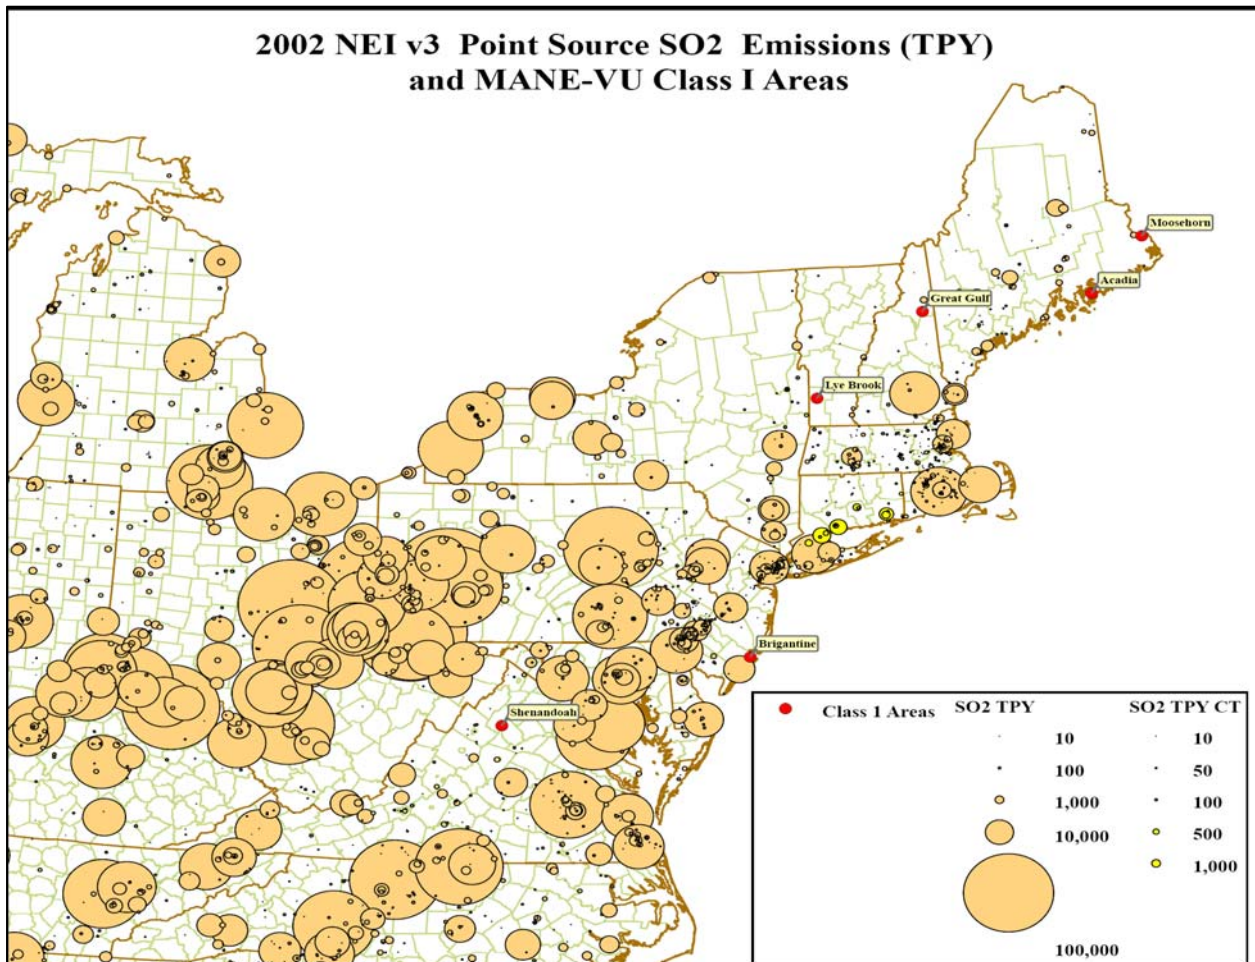 2002 NEI v3 Point Source SO2 Emissions (TPY)
and MANE-VU Class I Areas
Moosehorn
Acadia
Great Gulf
Lye Brook
Brigantine
Shenandoah
Class 1 Areas
SO2 TPY
10
100
1,000
10,000
100,000
SO2 TPY CT
10
50
100
500
1,000